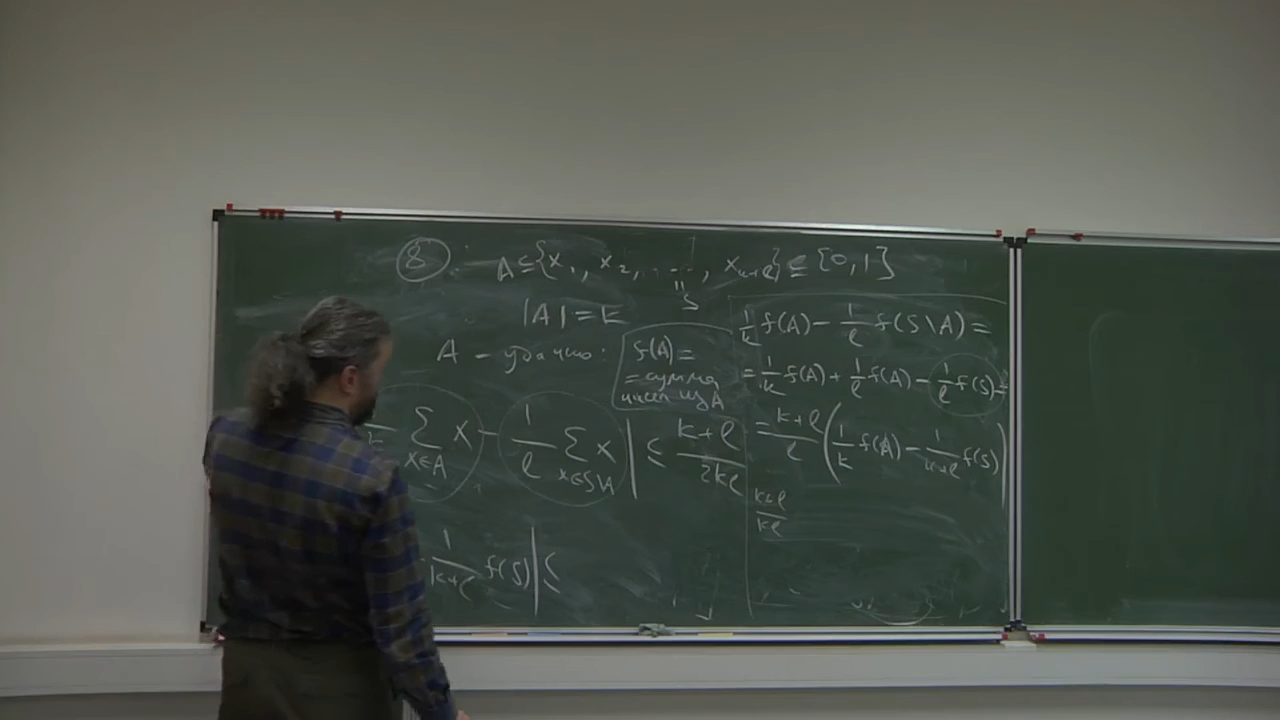 8 : A ⊆ {x₁, x₂, ..., xₖ₊ℓ} ⊆ [0,1]
|| S
|A| = k
A – удачно:
f(A) =
= сумма
чисел из A
∑_{x∈A} x − 1/ℓ ∑_{x∈S\A} x | ≤ (k+ℓ)/(2kℓ)
1/(k+ℓ) f(S) | ≤
1/k f(A) − 1/ℓ f(S\A) =
= 1/k f(A) + 1/ℓ f(A) − 1/ℓ f(S) =
= (k+ℓ)/ℓ (1/k f(A) − 1/(k+ℓ) f(S))
(k+ℓ)/(kℓ)